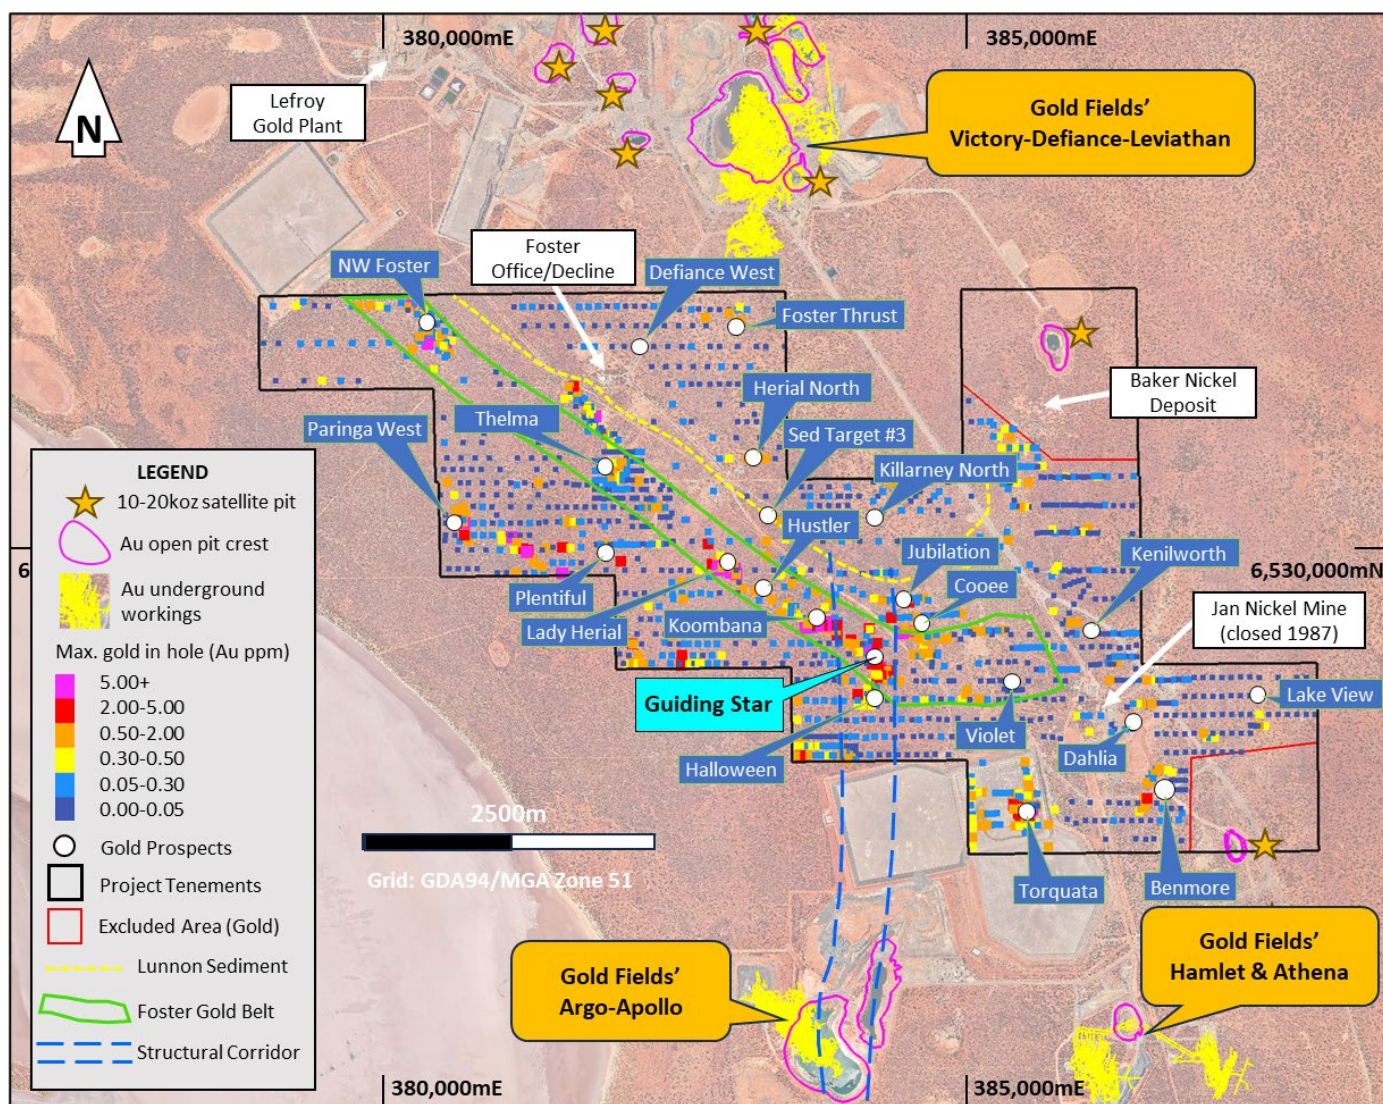 380,000mE
385,000mE
N
Lefroy
Gold Plant
Gold Fields’
Victory-Defiance-Leviathan
NW Foster
Foster
Office/Decline
Defiance West
Foster Thrust
Herial North
Baker Nickel
Deposit
Thelma
Paringa West
Sed Target #3
Killarney North
Hustler
Jubilation
Kenilworth
Cooee
6,530,000mN
6
Plentiful
Lady Herial
Koombana
Jan Nickel Mine
(closed 1987)
Guiding Star
Lake View
Violet
Dahlia
Halloween
2500m
Grid: GDA94/MGA Zone 51
Torquata
Benmore
Gold Fields’
Argo-Apollo
Gold Fields’
Hamlet & Athena
LEGEND
10-20koz satellite pit
Au open pit crest
Au underground
workings
Max. gold in hole (Au ppm)
5.00+
2.00-5.00
0.50-2.00
0.30-0.50
0.05-0.30
0.00-0.05
Gold Prospects
Project Tenements
Excluded Area (Gold)
Lunnon Sediment
Foster Gold Belt
Structural Corridor
380,000mE
385,000mE